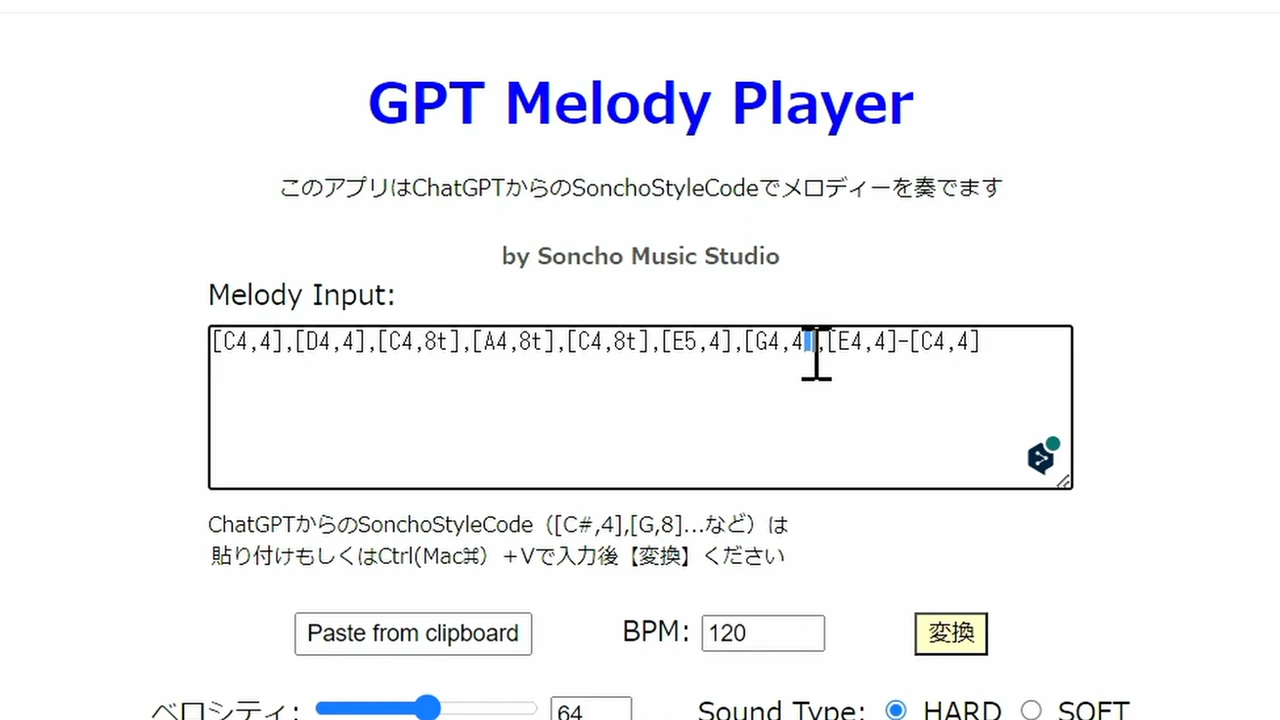 GPT Melody Player
このアプリはChatGPTからのSonchoStyleCodeでメロディーを奏でます
by Soncho Music Studio
Melody Input:
[C4,4],[D4,4],[C4,8t],[A4,8t],[C4,8t],[E5,4],[G4,4],[E4,4]-[C4,4]
ChatGPTからのSonchoStyleCode（[C#,4],[G,8]...など）は
貼り付けもしくはCtrl(Mac⌘）＋Vで入力後【変換】ください
Paste from clipboard BPM: 120 変換
ベロシティ: 64 Sound Type: HARD SOFT